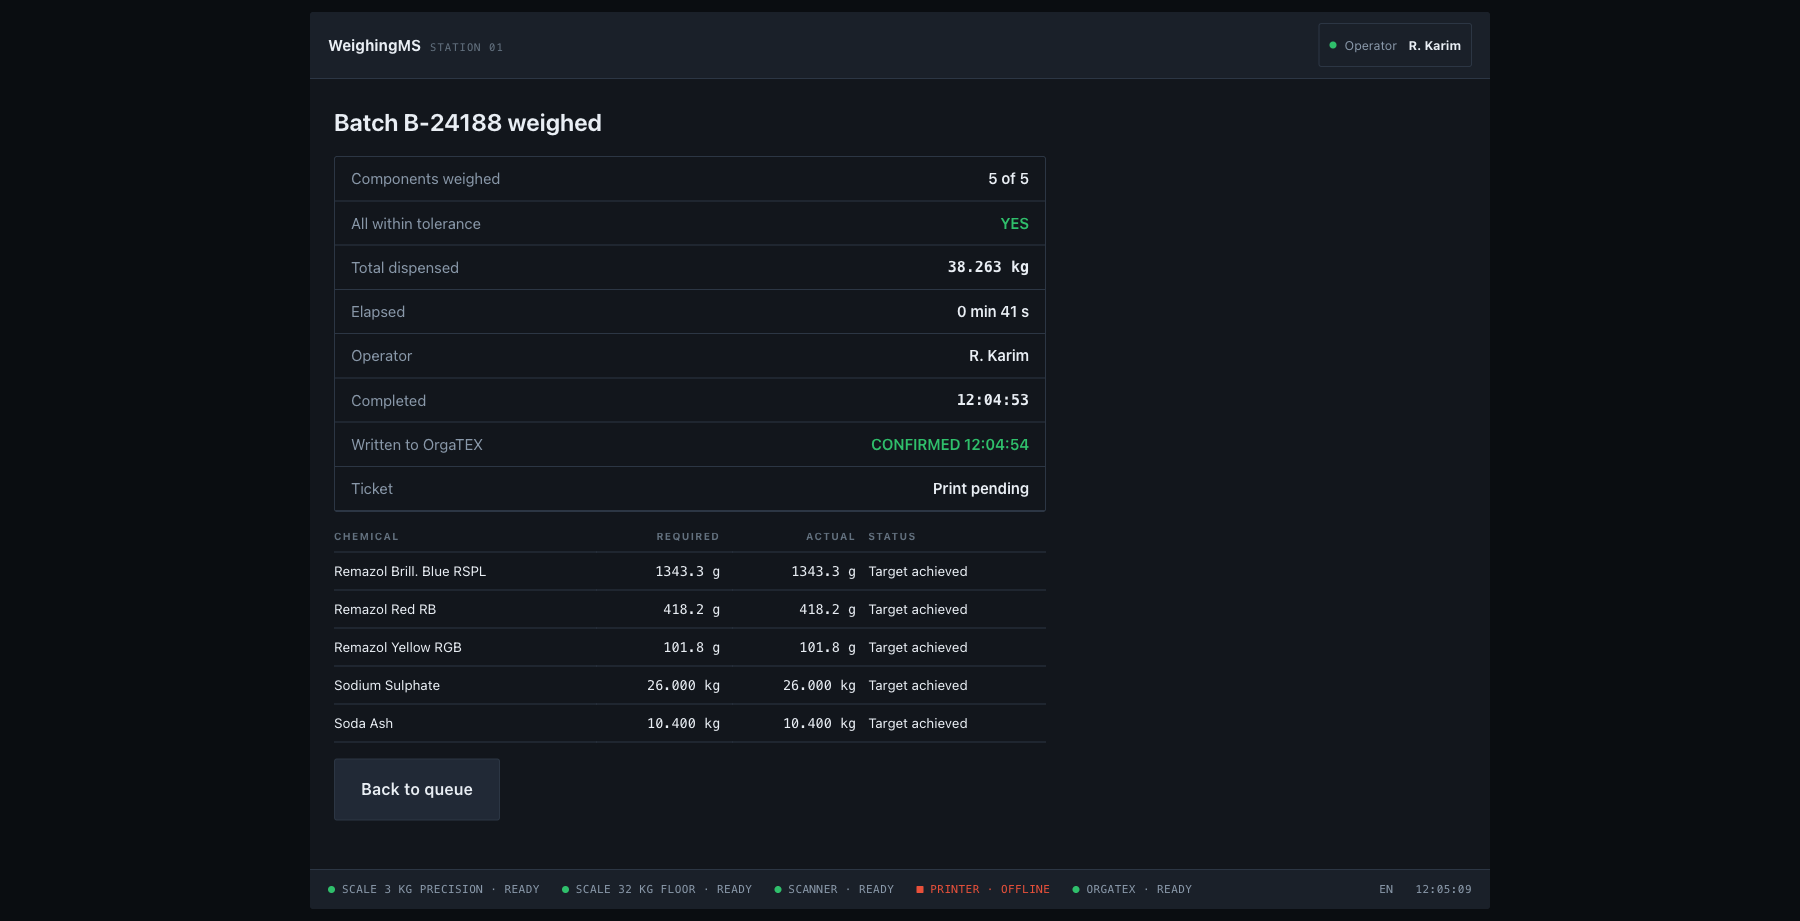 WeighingMS STATION 01
Operator R. Karim
Batch B-24188 weighed
Components weighed 5 of 5
All within tolerance YES
Total dispensed 38.263 kg
Elapsed 0 min 41 s
Operator R. Karim
Completed 12:04:53
Written to OrgaTEX CONFIRMED 12:04:54
Ticket Print pending
CHEMICAL REQUIRED ACTUAL STATUS
Remazol Brill. Blue RSPL 1343.3 g 1343.3 g Target achieved
Remazol Red RB 418.2 g 418.2 g Target achieved
Remazol Yellow RGB 101.8 g 101.8 g Target achieved
Sodium Sulphate 26.000 kg 26.000 kg Target achieved
Soda Ash 10.400 kg 10.400 kg Target achieved
Back to queue
SCALE 3 KG PRECISION · READY SCALE 32 KG FLOOR · READY SCANNER · READY PRINTER · OFFLINE ORGATEX · READY EN 12:05:09